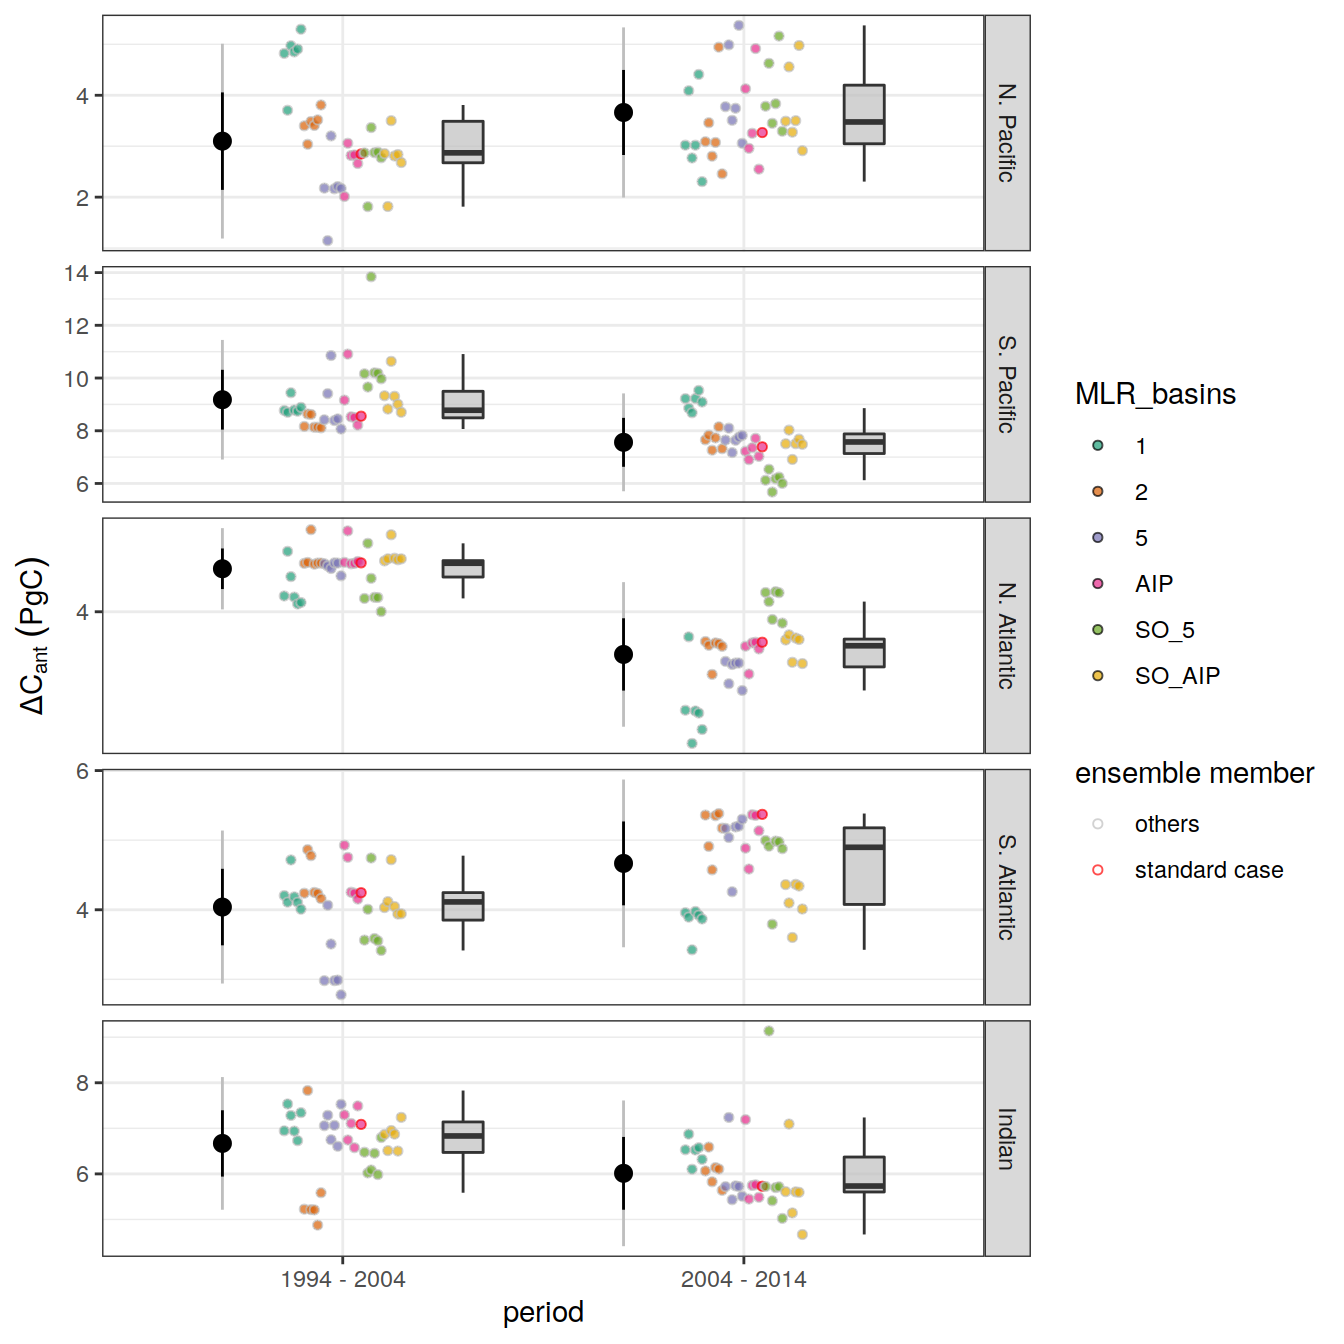 4
2
N. Pacific
14
12
10
8
6
S. Pacific
4
N. Atlantic
6
4
S. Atlantic
8
6
Indian
1994 - 2004
2004 - 2014
period
ΔCant (PgC)
MLR_basins
1
2
5
AIP
SO_5
SO_AIP
ensemble member
others
standard case